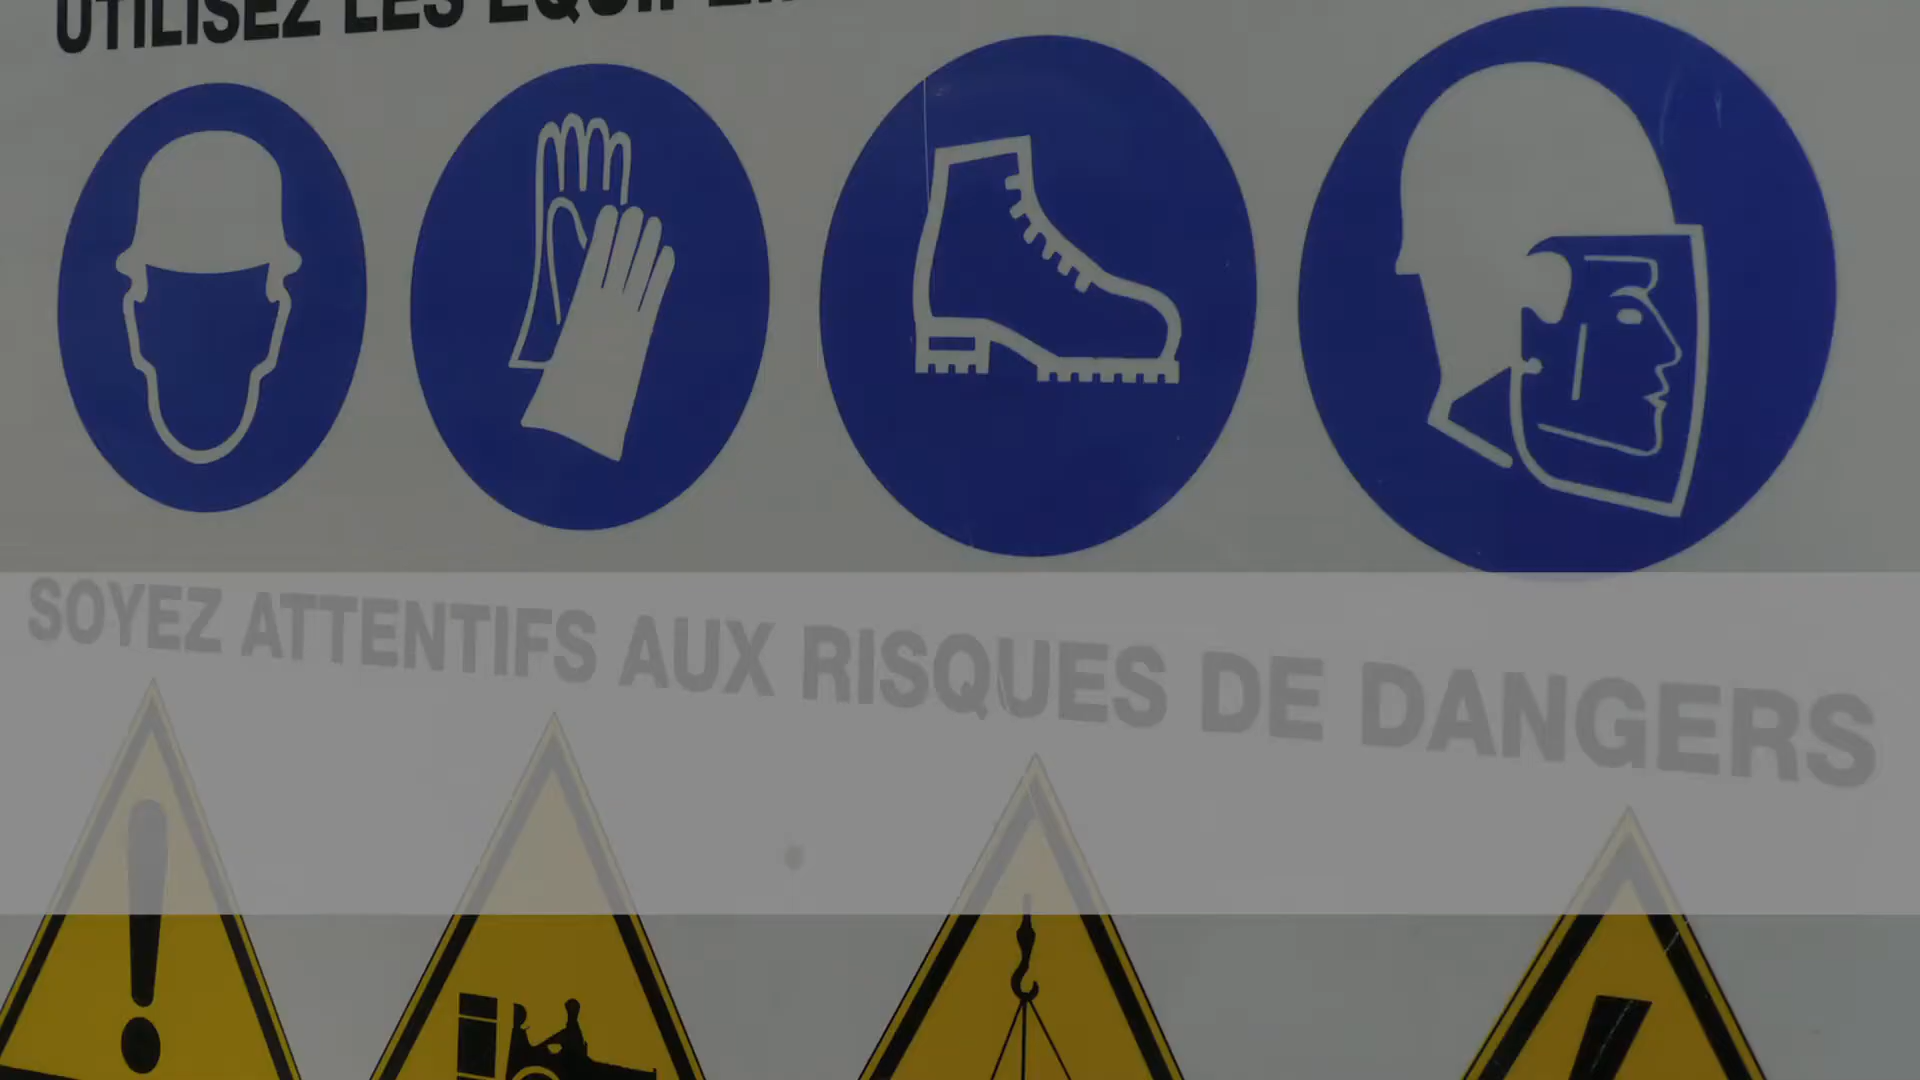 UTILISEZ LES
SOYEZ ATTENTIFS AUX RISQUES DE DANGERS